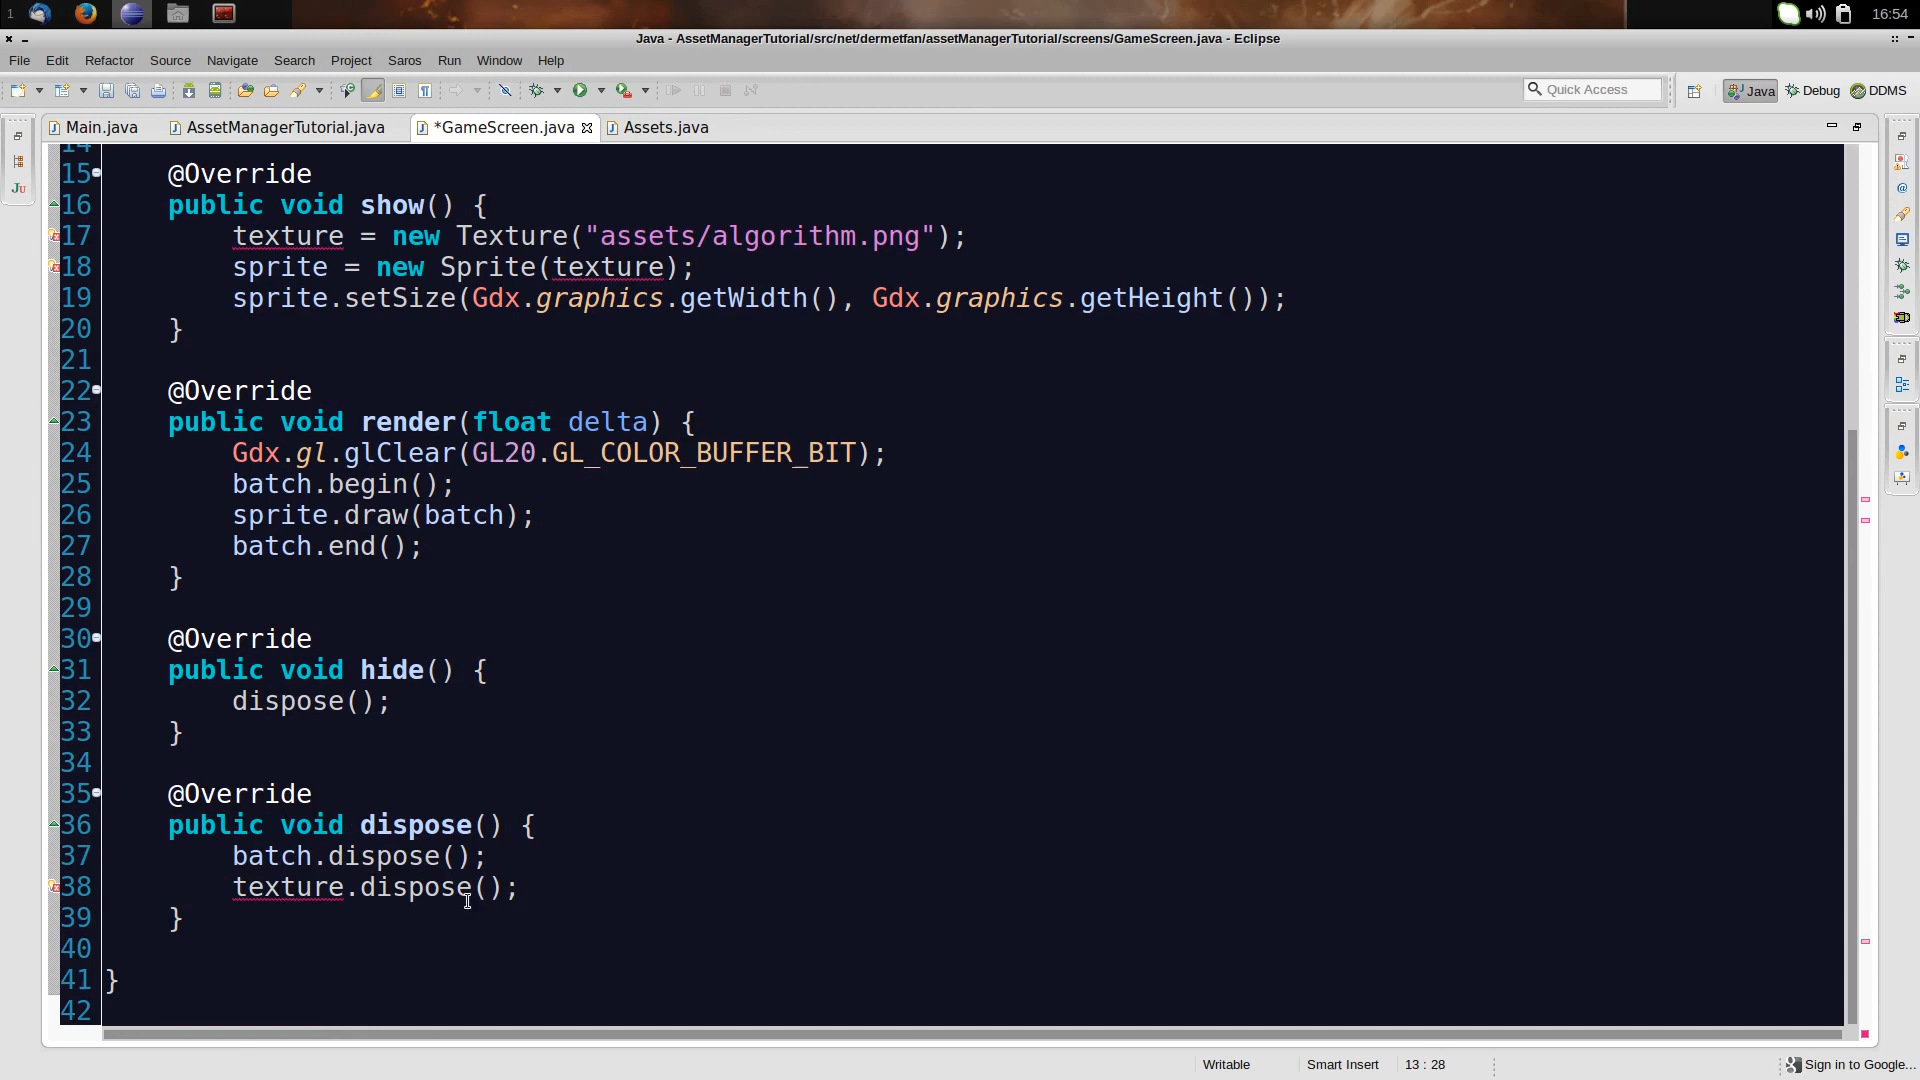 1
16:54
Java - AssetManagerTutorial/src/net/dermetfan/assetManagerTutorial/screens/GameScreen.java - Eclipse
File Edit Refactor Source Navigate Search Project Saros Run Window Help
Quick Access
Java Debug DDMS
Main.java AssetManagerTutorial.java *GameScreen.java Assets.java
14
15 @Override
16 public void show() {
17 texture = new Texture("assets/algorithm.png");
18 sprite = new Sprite(texture);
19 sprite.setSize(Gdx.graphics.getWidth(), Gdx.graphics.getHeight());
20 }
21
22 @Override
23 public void render(float delta) {
24 Gdx.gl.glClear(GL20.GL_COLOR_BUFFER_BIT);
25 batch.begin();
26 sprite.draw(batch);
27 batch.end();
28 }
29
30 @Override
31 public void hide() {
32 dispose();
33 }
34
35 @Override
36 public void dispose() {
37 batch.dispose();
38 texture.dispose();
39 }
40
41 }
42
Writable Smart Insert 13 : 28 Sign in to Google...